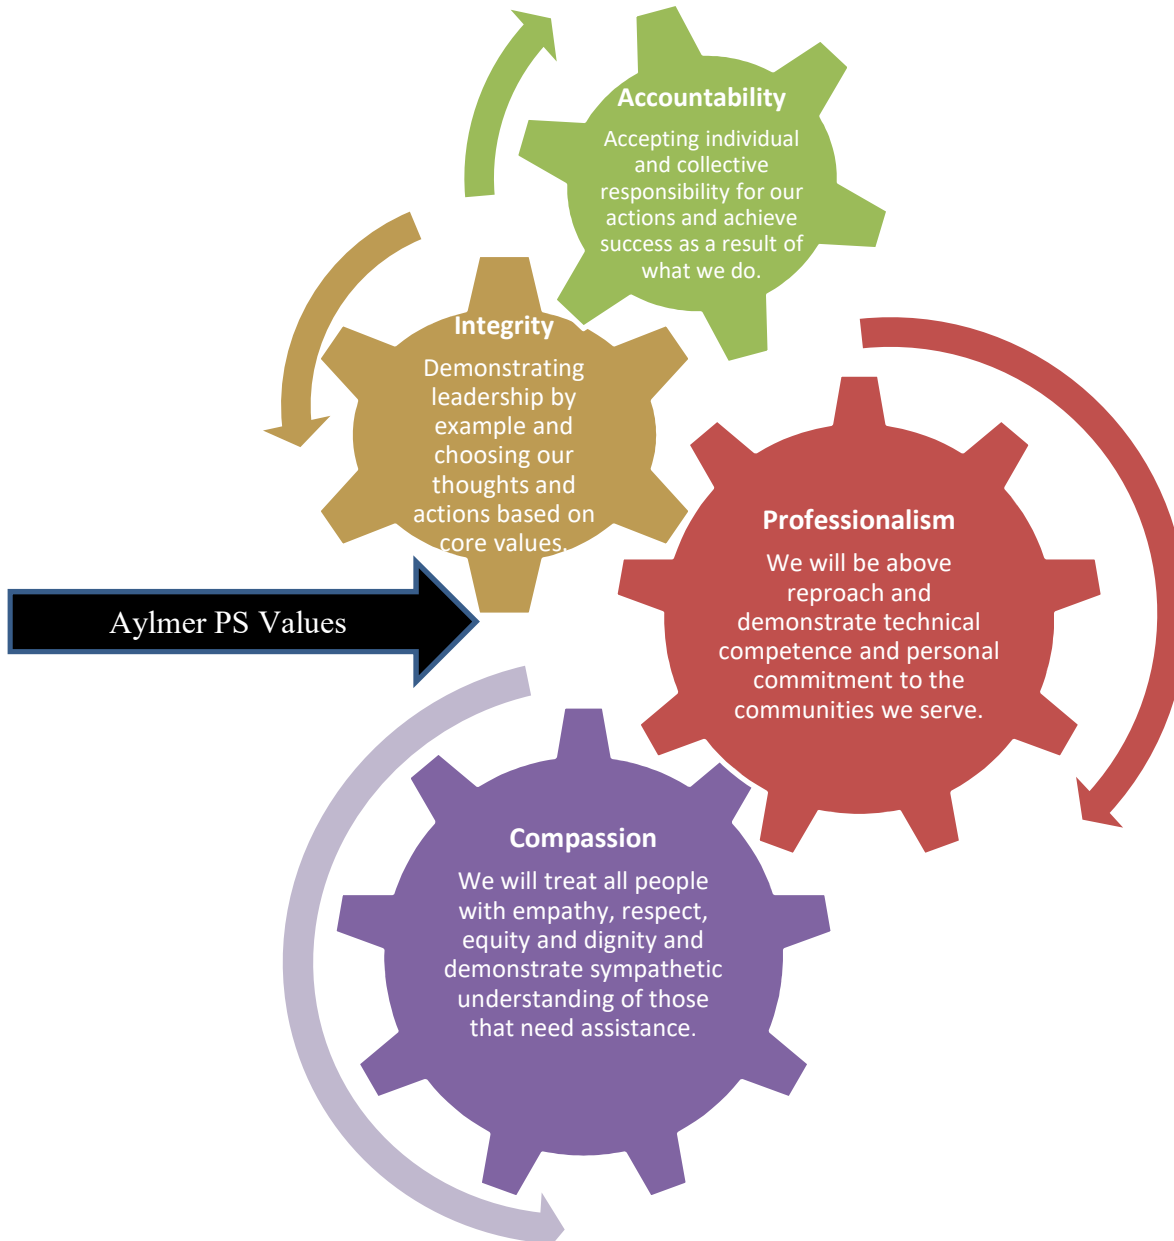 Accountability
Accepting individual
and collective
responsibility for our
actions and achieve
success as a result of
what we do.
Integrity
Demonstrating
leadership by
example and
choosing our
thoughts and
actions based on
core values.
Professionalism
We will be above
reproach and
demonstrate technical
competence and personal
commitment to the
communities we serve.
Aylmer PS Values
Compassion
We will treat all people
with empathy, respect,
equity and dignity and
demonstrate sympathetic
understanding of those
that need assistance.